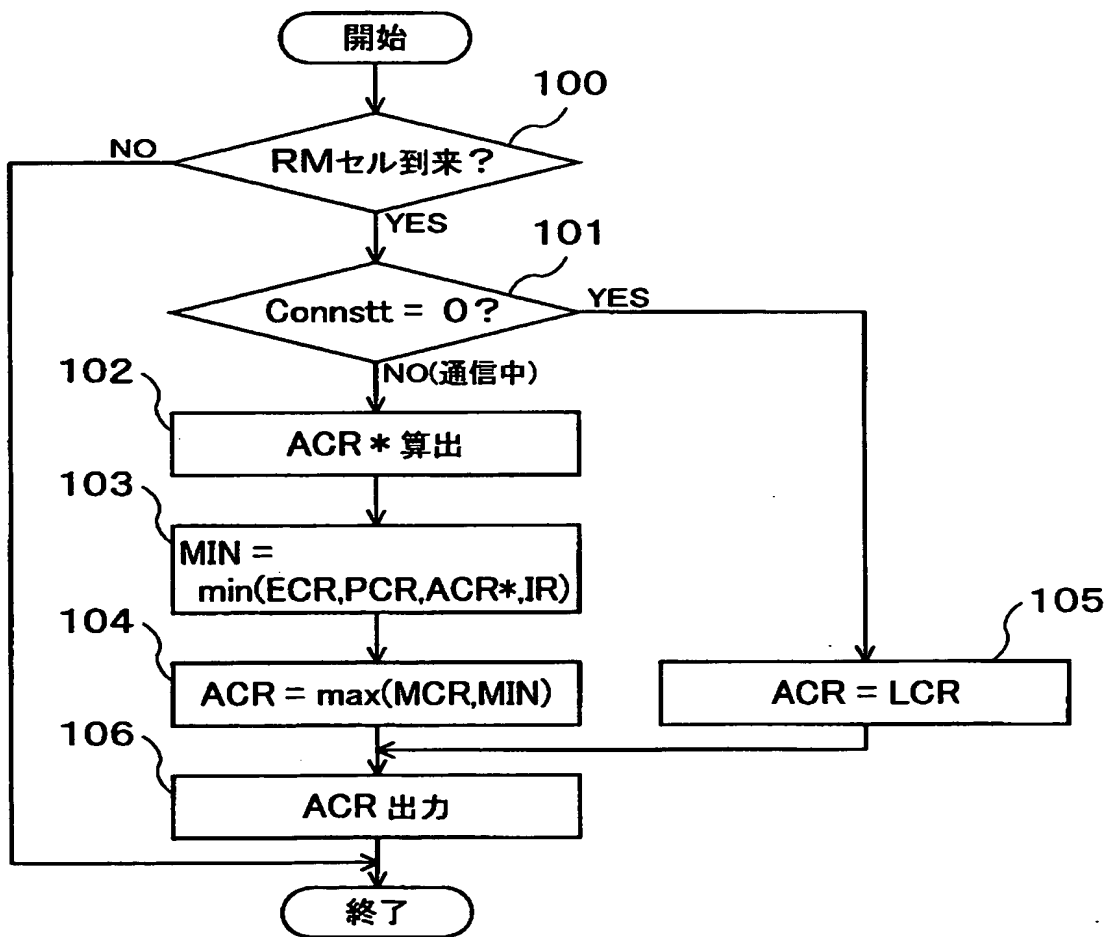 開始
100
NO
RMセル到来？
YES
101
Connstt = 0？
YES
NO(通信中)
102
ACR＊算出
103
MIN =
min(ECR,PCR,ACR*,IR)
104
105
ACR = max(MCR,MIN)
ACR = LCR
106
ACR 出力
終了